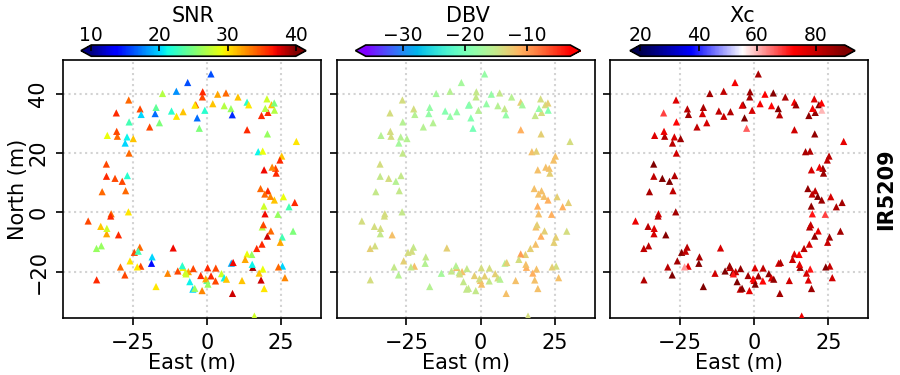 SNR DBV Xc
10 20 30 40 −30 −20 −10 20 40 60 80
North (m)
40
20
0
−20
IR5209
−25 0 25 −25 0 25 −25 0 25
East (m) East (m) East (m)